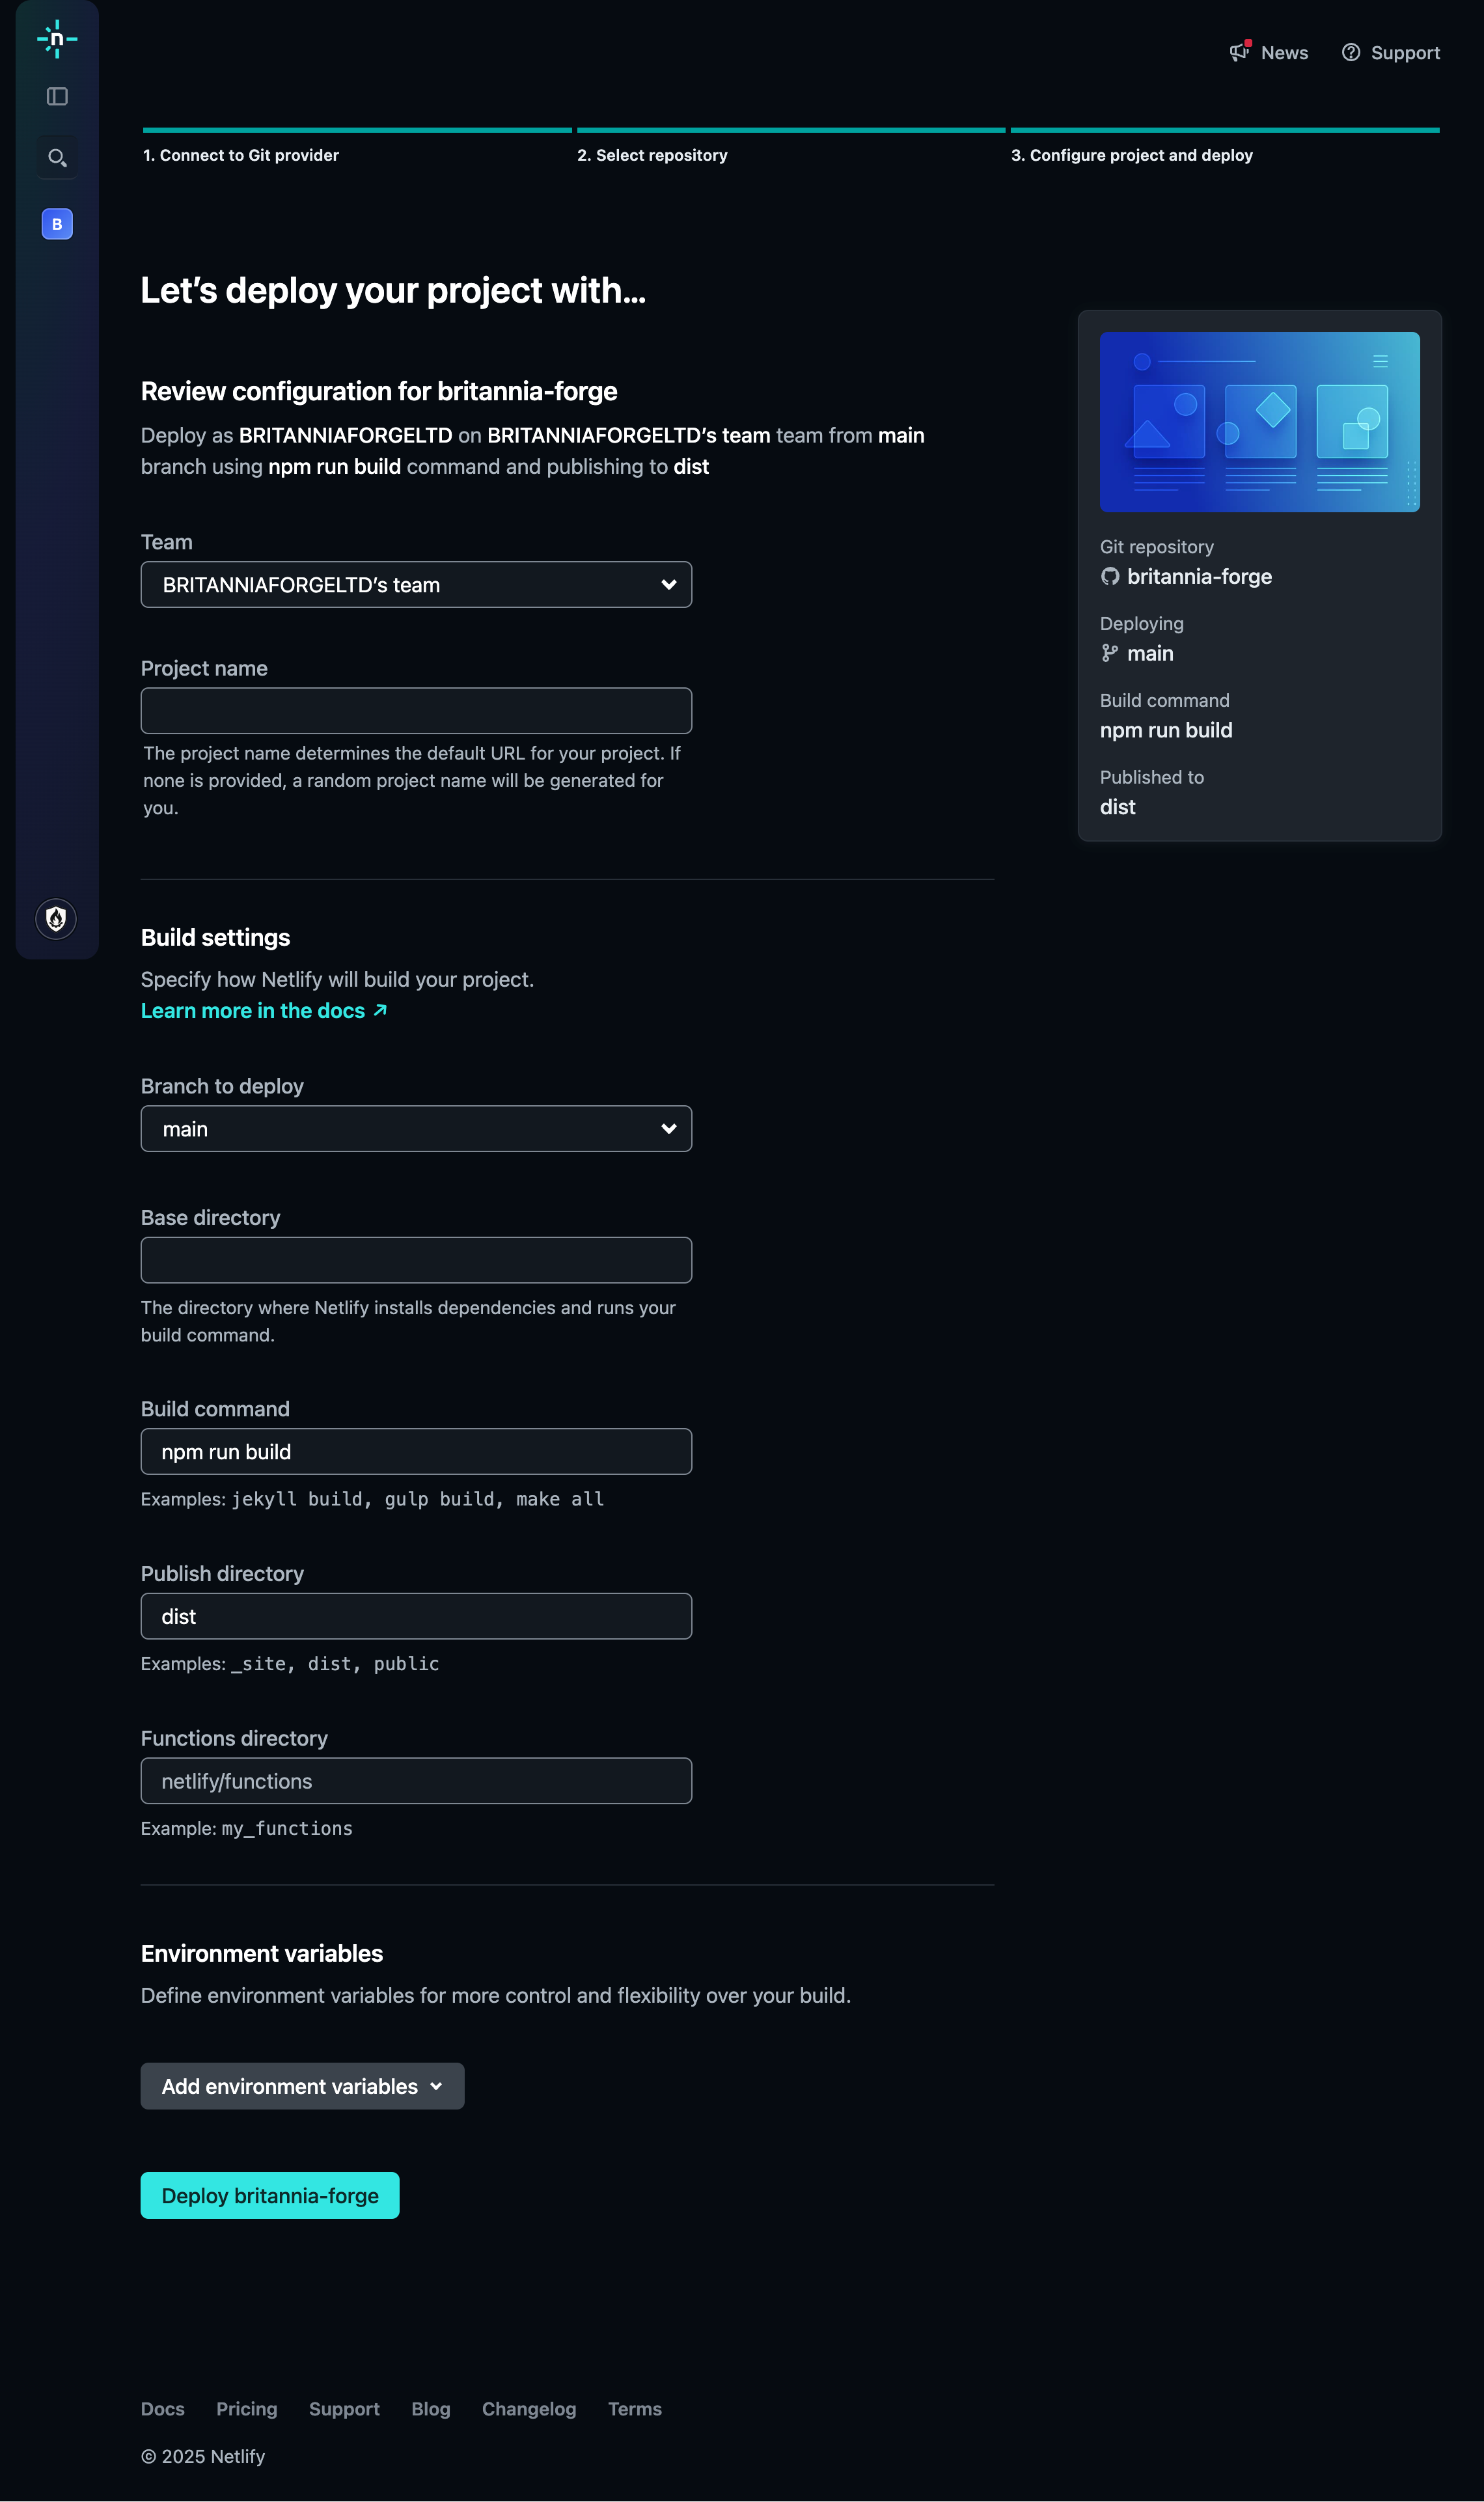 n
News
Support
1. Connect to Git provider
2. Select repository
3. Configure project and deploy
B
Let’s deploy your project with…
Review configuration for britannia-forge
Deploy as BRITANNIAFORGELTD on BRITANNIAFORGELTD’s team team from main
branch using npm run build command and publishing to dist
Team
BRITANNIAFORGELTD’s team
Project name
The project name determines the default URL for your project. If
none is provided, a random project name will be generated for
you.
Git repository
britannia-forge
Deploying
main
Build command
npm run build
Published to
dist
Build settings
Specify how Netlify will build your project.
Learn more in the docs
Branch to deploy
main
Base directory
The directory where Netlify installs dependencies and runs your
build command.
Build command
npm run build
Examples: jekyll build, gulp build, make all
Publish directory
dist
Examples: _site, dist, public
Functions directory
netlify/functions
Example: my_functions
Environment variables
Define environment variables for more control and flexibility over your build.
Add environment variables
Deploy britannia-forge
Docs Pricing Support Blog Changelog Terms
© 2025 Netlify